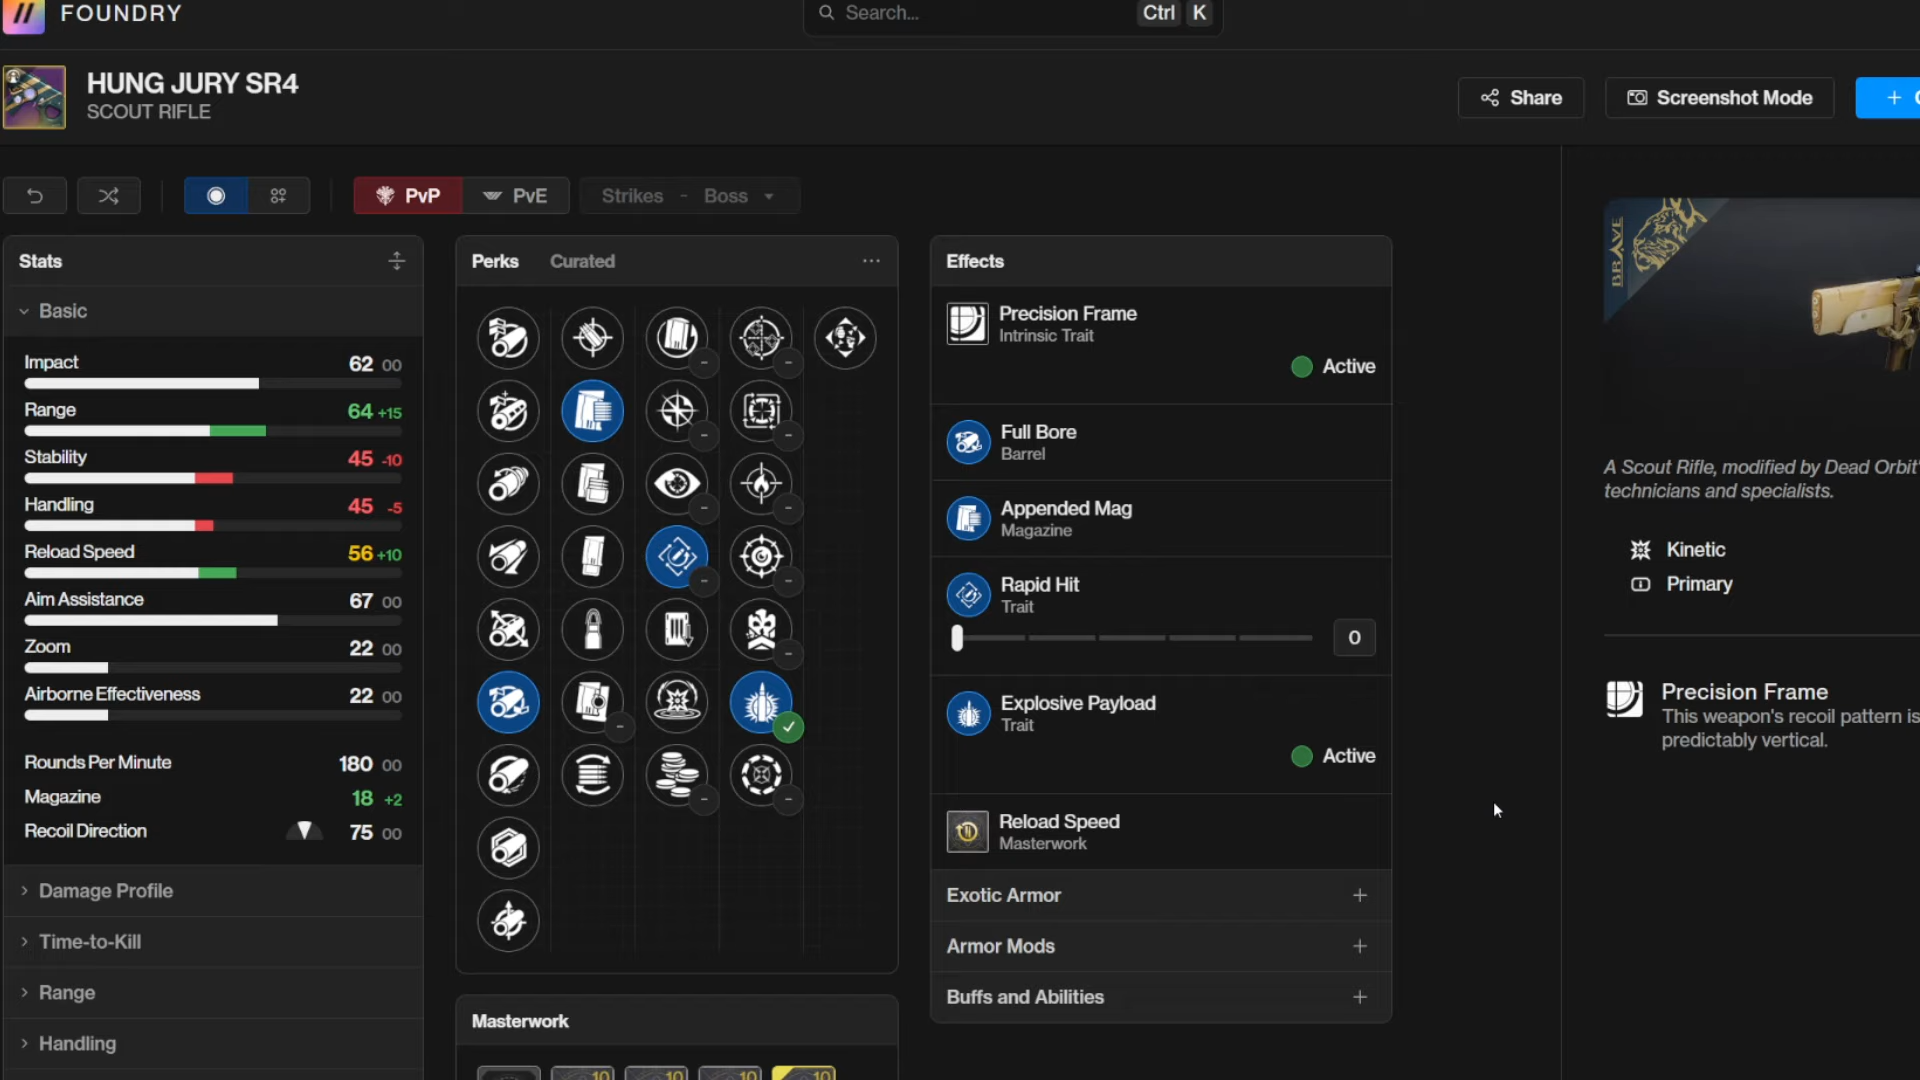 FOUNDRY
Search...
Ctrl K
HUNG JURY SR4
SCOUT RIFLE
Share
Screenshot Mode
PvP
PvE
Strikes - Boss
Stats
Basic
Impact 62 00
Range 64 +15
Stability 45 -10
Handling 45 -5
Reload Speed 56 +10
Aim Assistance 67 00
Zoom 22 00
Airborne Effectiveness 22 00
Rounds Per Minute 180 00
Magazine 18 +2
Recoil Direction 75 00
Damage Profile
Time-to-Kill
Range
Handling
Perks Curated
Masterwork
10 10 10 10
Effects
Precision Frame
Intrinsic Trait
Active
Full Bore
Barrel
Appended Mag
Magazine
Rapid Hit
Trait
0
Explosive Payload
Trait
Active
Reload Speed
Masterwork
Exotic Armor
Armor Mods
Buffs and Abilities
BRAVE
A Scout Rifle, modified by Dead Orbit'
technicians and specialists.
Kinetic
Primary
Precision Frame
This weapon's recoil pattern is
predictably vertical.